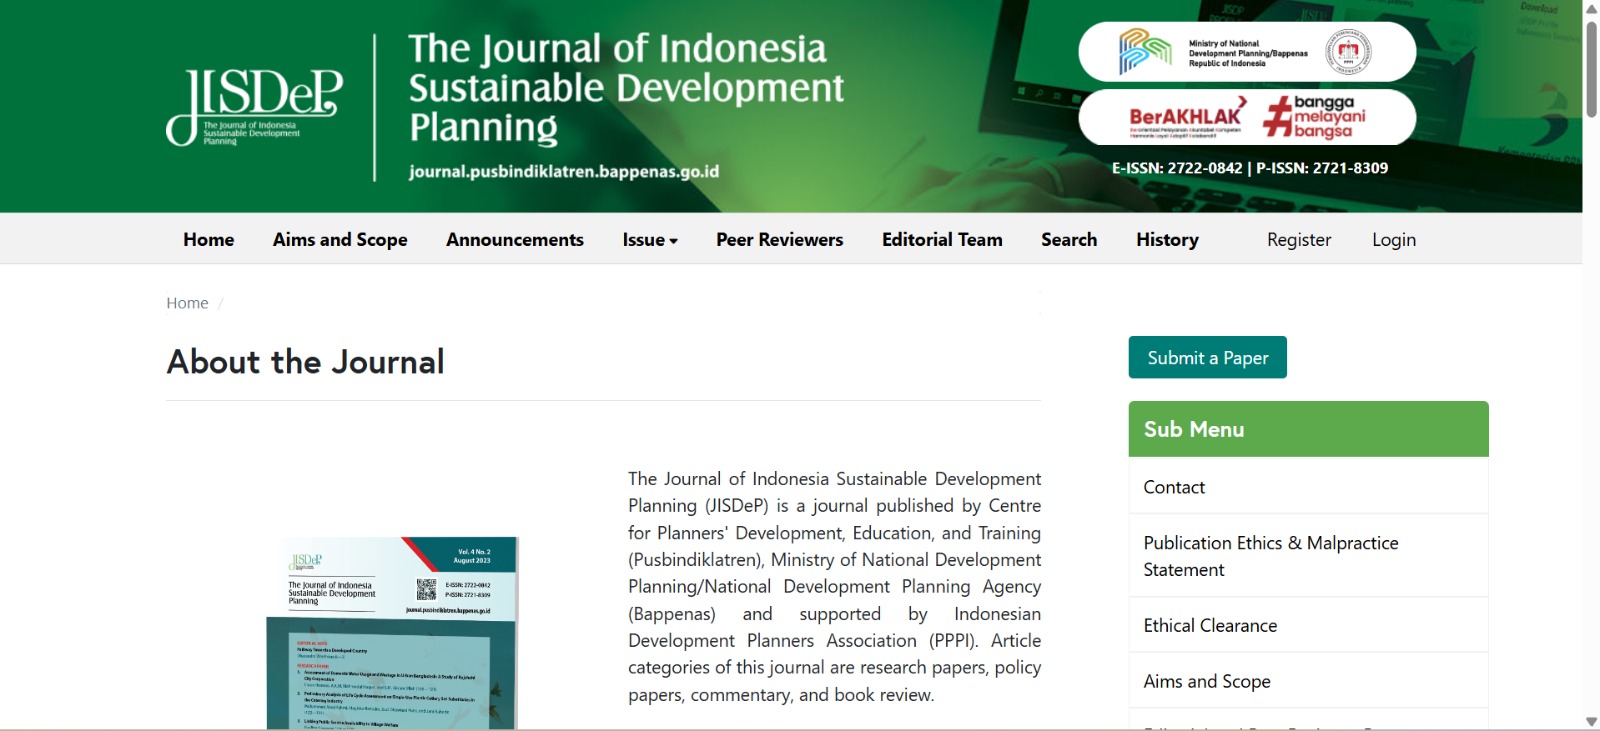 JISDeP
The Journal of Indonesia
Sustainable Development
Planning
The Journal of Indonesia
Sustainable Development
Planning
journal.pusbindiklatren.bappenas.go.id
Ministry of National
Development Planning/Bappenas
Republic of Indonesia
BerAKHLAK
#bangga
melayani
bangsa
E-ISSN: 2722-0842 | P-ISSN: 2721-8309
Home Aims and Scope Announcements Issue Peer Reviewers Editorial Team Search History Register Login
Home /
About the Journal
The Journal of Indonesia Sustainable Development
Planning (JISDeP) is a journal published by Centre
for Planners' Development, Education, and Training
(Pusbindiklatren), Ministry of National Development
Planning/National Development Planning Agency
(Bappenas) and supported by Indonesian
Development Planners Association (PPPI). Article
categories of this journal are research papers, policy
papers, commentary, and book review.
JISDeP
Vol. 4 No. 2
August 2023
The Journal of Indonesia
Sustainable Development
Planning
E-ISSN: 2722-0842
P-ISSN: 2721-8309
journal.pusbindiklatren.bappenas.go.id
Submit a Paper
Sub Menu
Contact
Publication Ethics & Malpractice
Statement
Ethical Clearance
Aims and Scope